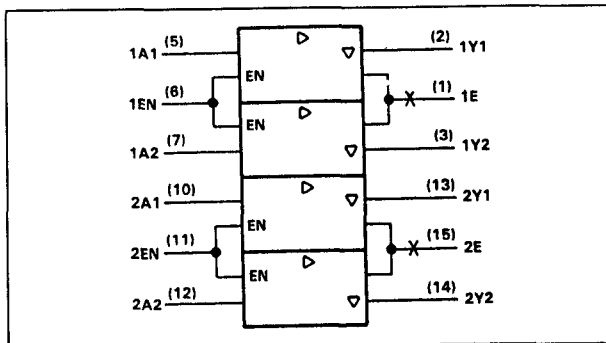 1A1 (5) (2) 1Y1
1EN (6) EN (1) 1E
EN
1A2 (7) (3) 1Y2
2A1 (10) (13) 2Y1
EN
2EN (11) (15) 2E
EN
2A2 (12) (14) 2Y2